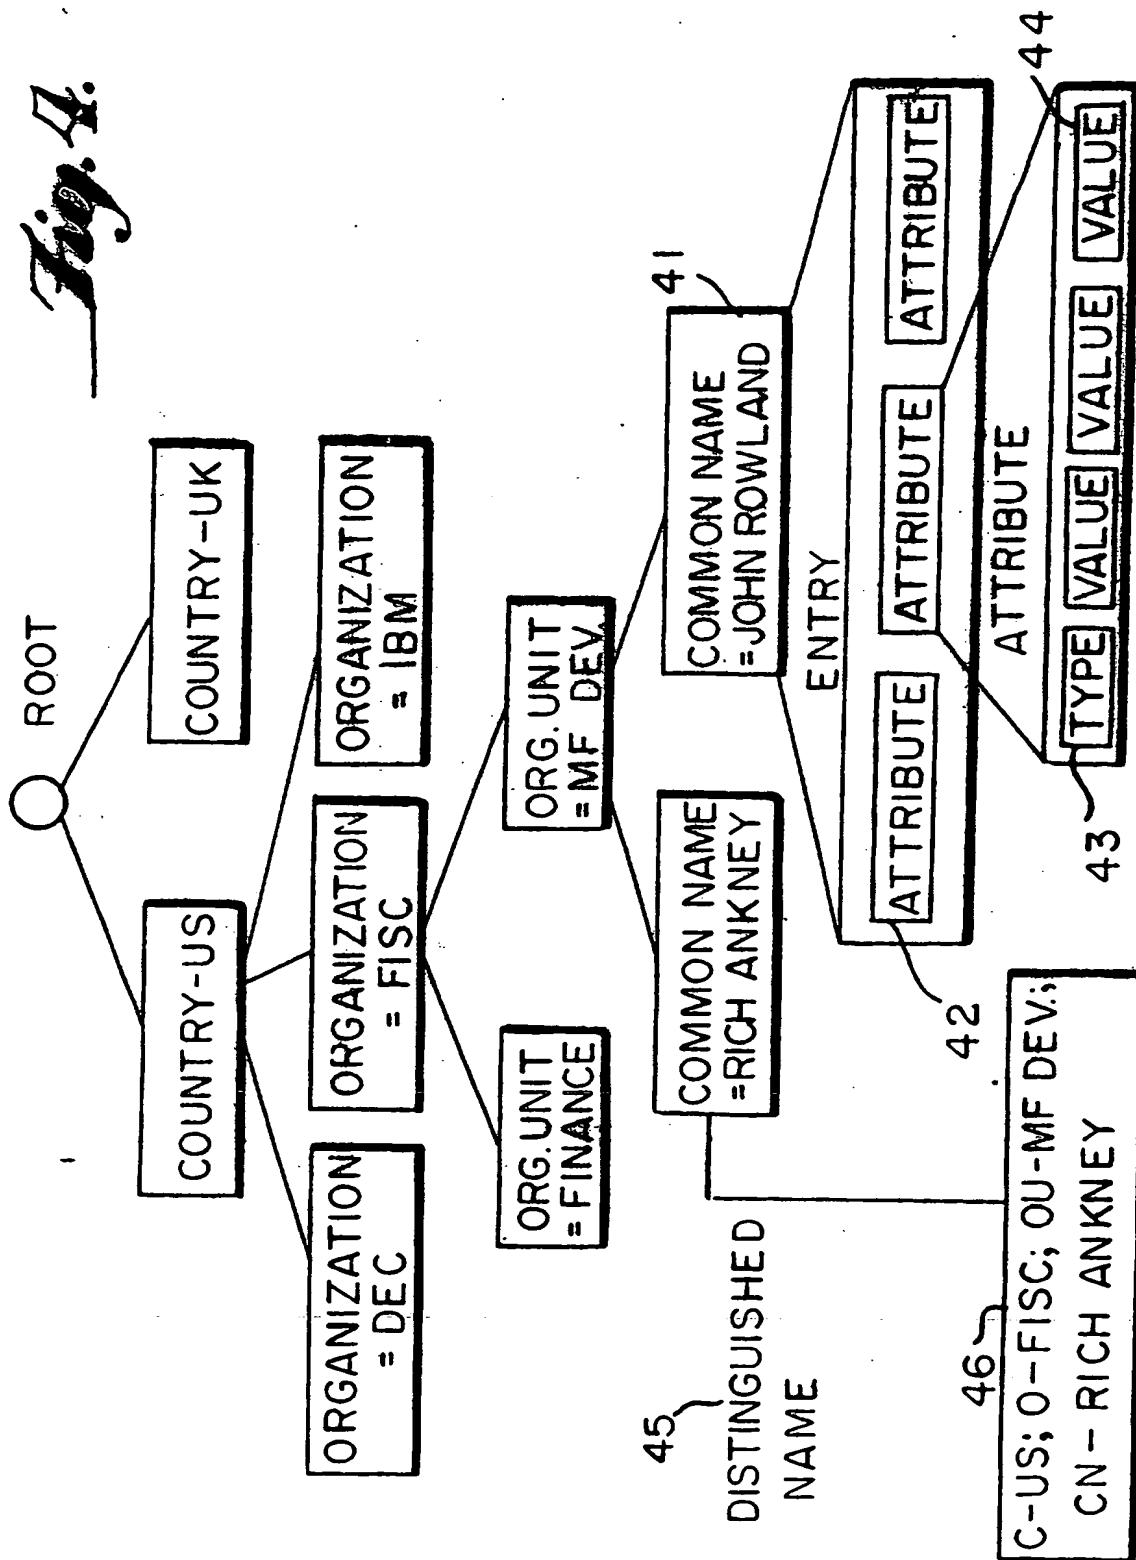 Fig. 4.
ROOT
COUNTRY-US
COUNTRY-UK
ORGANIZATION
= DEC
ORGANIZATION
= FISC
ORGANIZATION
= IBM
ORG. UNIT
= FINANCE
ORG. UNIT
= MF DEV.
45
DISTINGUISHED
NAME
COMMON NAME
=RICH ANKNEY
COMMON NAME
=JOHN ROWLAND
41
ENTRY
42
ATTRIBUTE
ATTRIBUTE
ATTRIBUTE
46
C-US; O-FISC; OU-MF DEV.;
CN- RICH ANKNEY
ATTRIBUTE
43
TYPE
VALUE
VALUE
VALUE
44